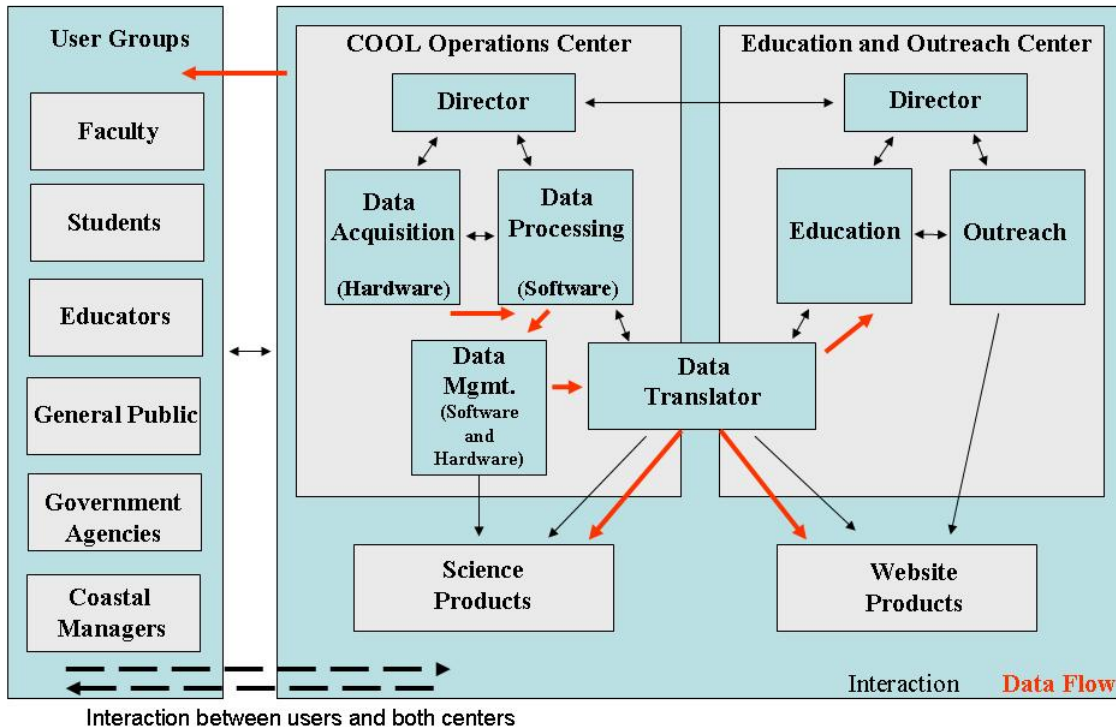 User Groups
Faculty
Students
Educators
General Public
Government
Agencies
Coastal
Managers
COOL Operations Center
Director
Data
Acquisition
(Hardware)
Data
Processing
(Software)
Data
Mgmt.
(Software
and
Hardware)
Data
Translator
Education and Outreach Center
Director
Education
Outreach
Science
Products
Website
Products
Interaction Data Flow
Interaction between users and both centers